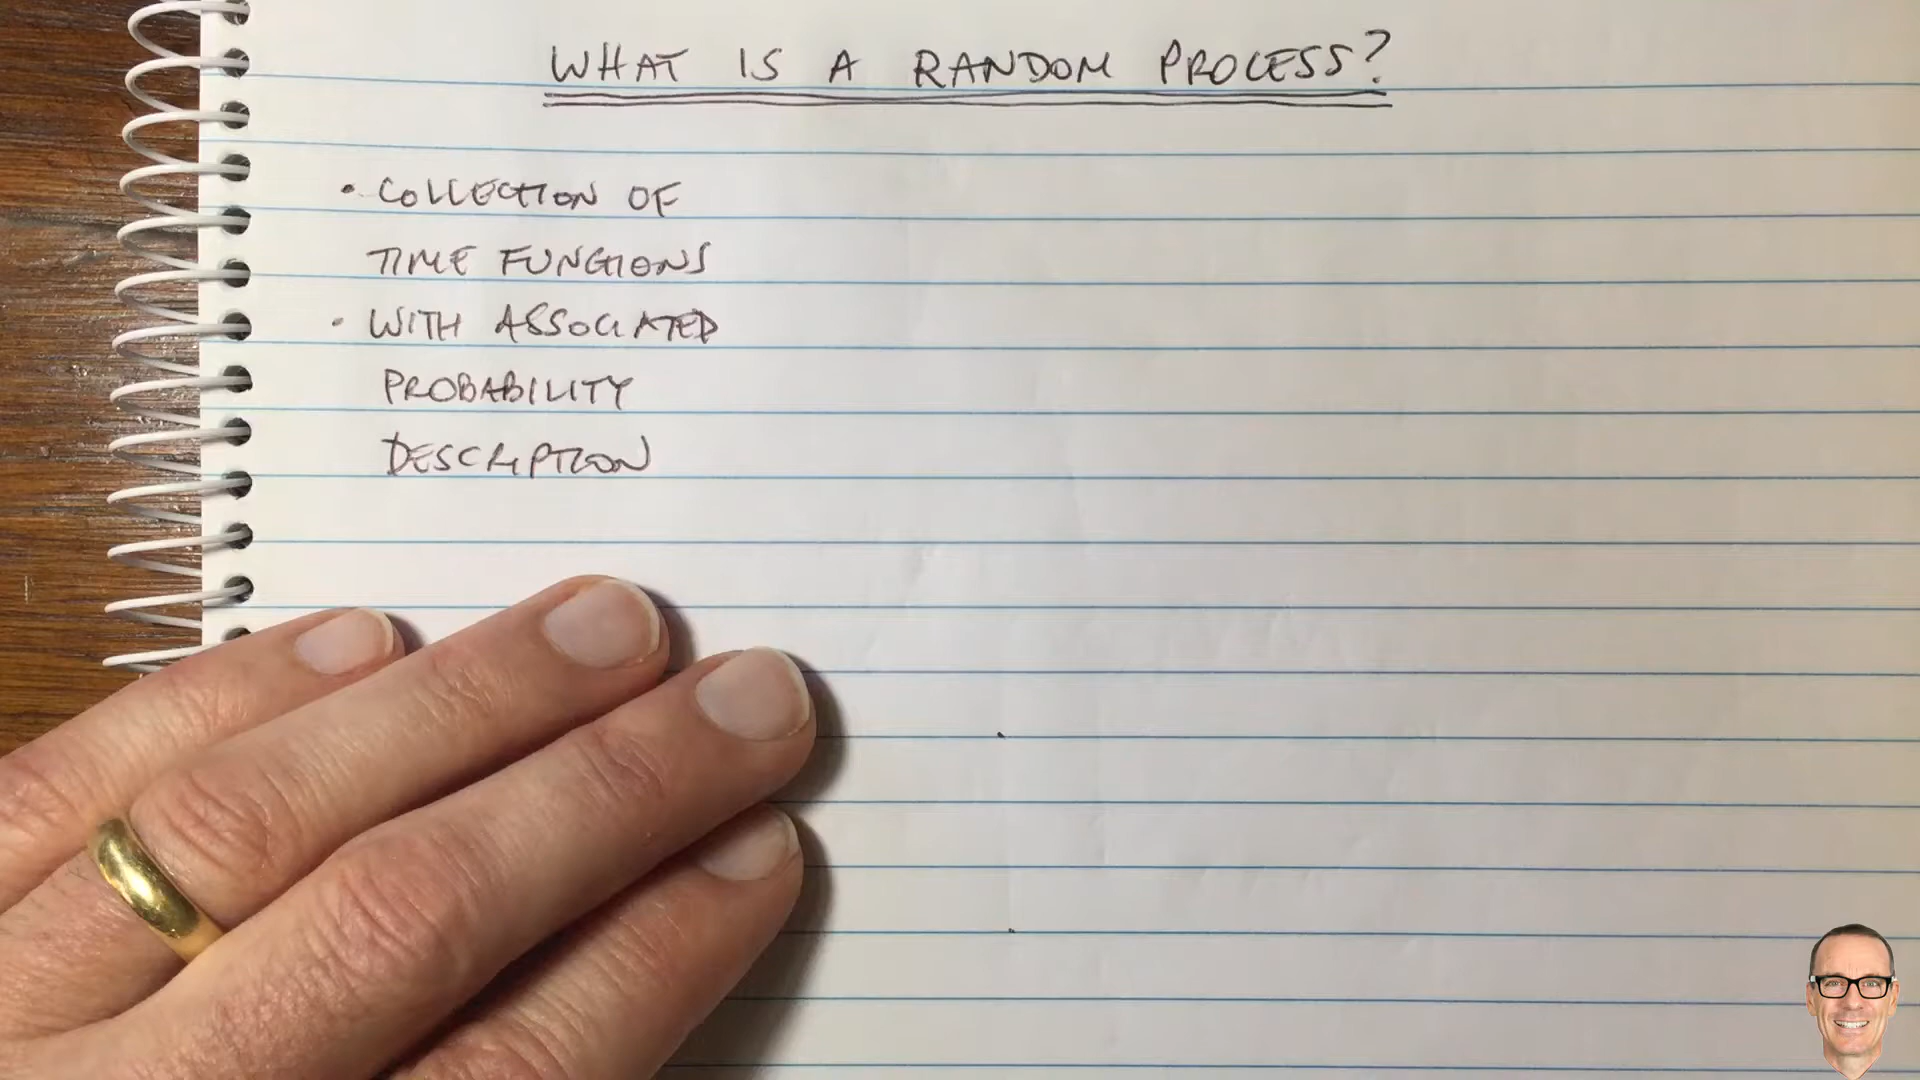 WHAT IS A RANDOM PROCESS?
• COLLECTION OF
TIME FUNCTIONS
• WITH ASSOCIATED
PROBABILITY
DESCRIPTION